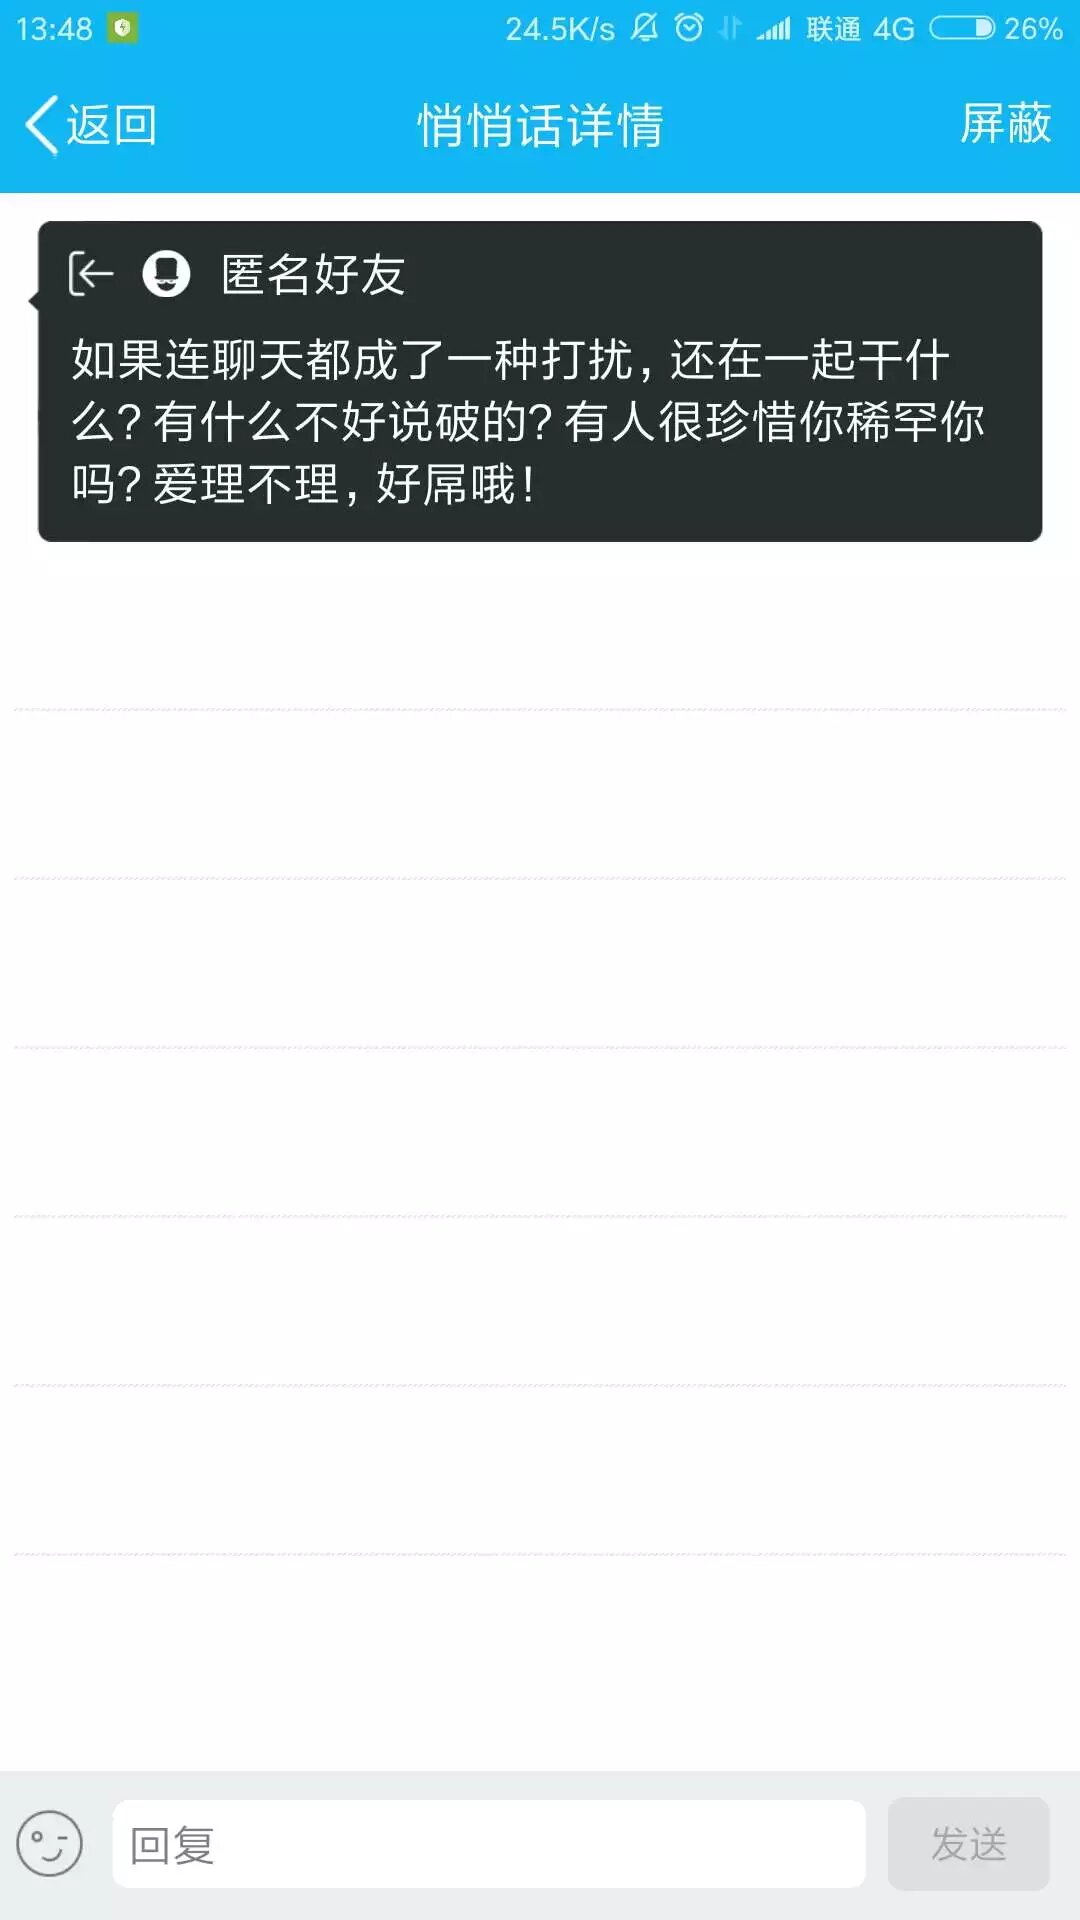 13:48 24.5K/s 联通 4G 26%
返回 悄悄话详情 屏蔽
匿名好友
如果连聊天都成了一种打扰，还在一起干什
么？有什么不好说破的？有人很珍惜你稀罕你
吗？爱理不理，好屌哦！
回复 发送